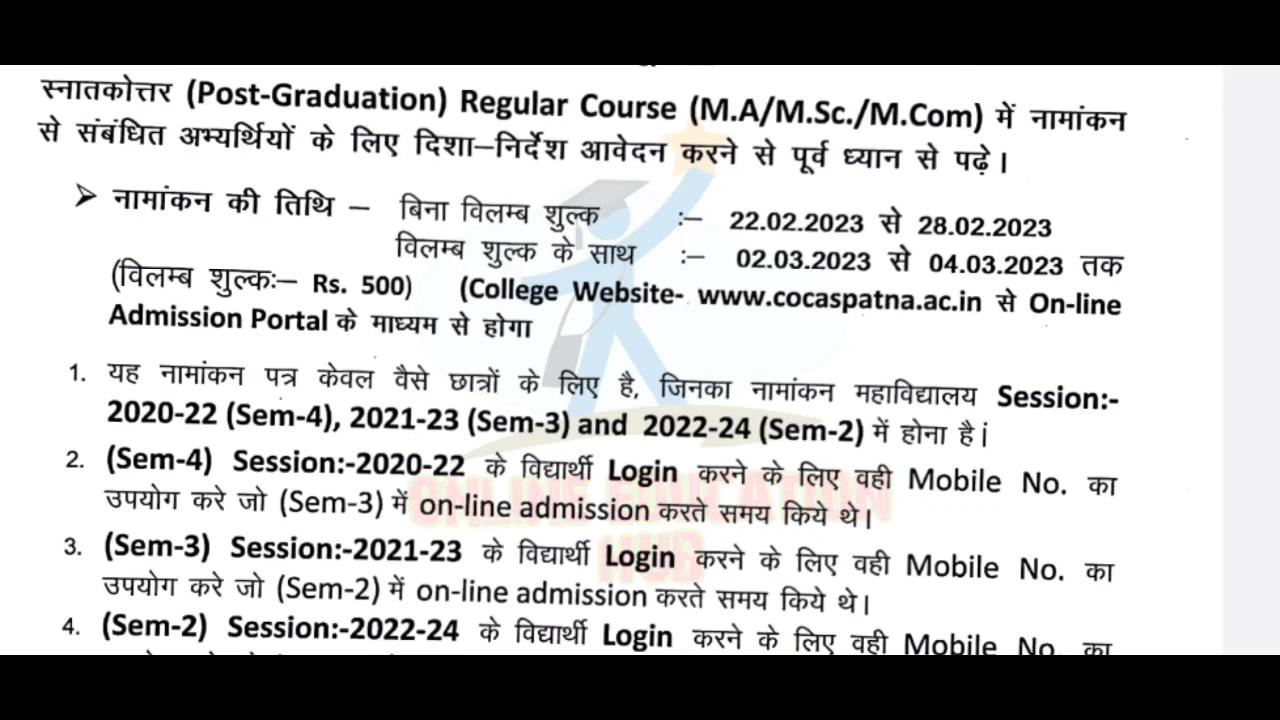 स्नातकोत्तर (Post-Graduation) Regular Course (M.A/M.Sc./M.Com) में नामांकन
से संबंधित अभ्यर्थियों के लिए दिशा–निर्देश आवेदन करने से पूर्व ध्यान से पढ़े।
➢ नामांकन की तिथि – बिना विलम्ब शुल्क :– 22.02.2023 से 28.02.2023
विलम्ब शुल्क के साथ :– 02.03.2023 से 04.03.2023 तक
(विलम्ब शुल्कः– Rs. 500) (College Website- www.cocaspatna.ac.in से On-line
Admission Portal के माध्यम से होगा
1. यह नामांकन पत्र केवल वैसे छात्रों के लिए है, जिनका नामांकन महाविद्यालय Session:-
2020-22 (Sem-4), 2021-23 (Sem-3) and 2022-24 (Sem-2) में होना है।
2. (Sem-4) Session:-2020-22 के विद्यार्थी Login करने के लिए वही Mobile No. का
उपयोग करे जो (Sem-3) में on-line admission करते समय किये थे।
ONLINE EDUCATION
HUB
3. (Sem-3) Session:-2021-23 के विद्यार्थी Login करने के लिए वही Mobile No. का
उपयोग करे जो (Sem-2) में on-line admission करते समय किये थे।
4. (Sem-2) Session:-2022-24 के विद्यार्थी Login करने के लिए वही Mobile No. का